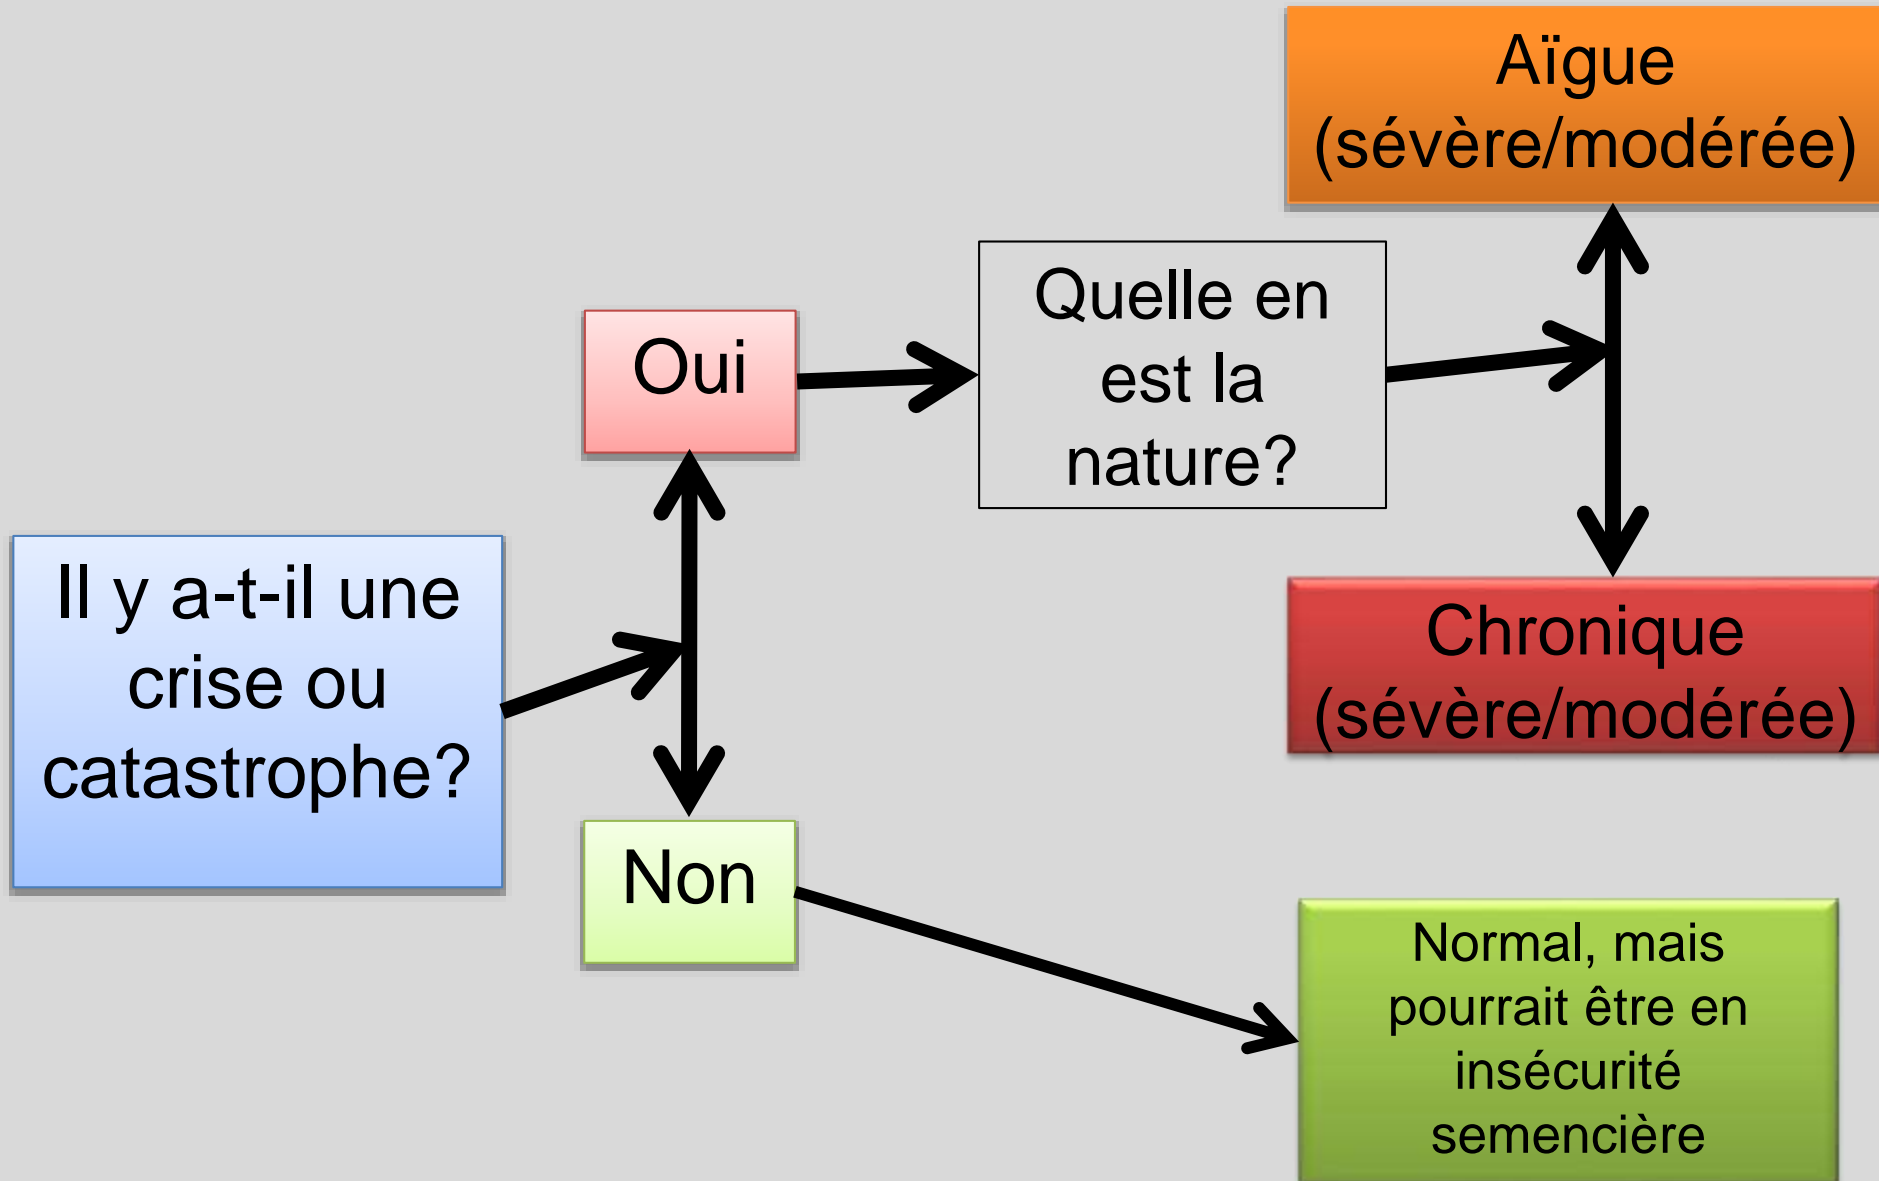 Aïgue
(sévère/modérée)
Quelle en
est la
nature?
Oui
Il y a-t-il une
crise ou
catastrophe?
Chronique
(sévère/modérée)
Non
Normal, mais
pourrait être en
insécurité
semencière